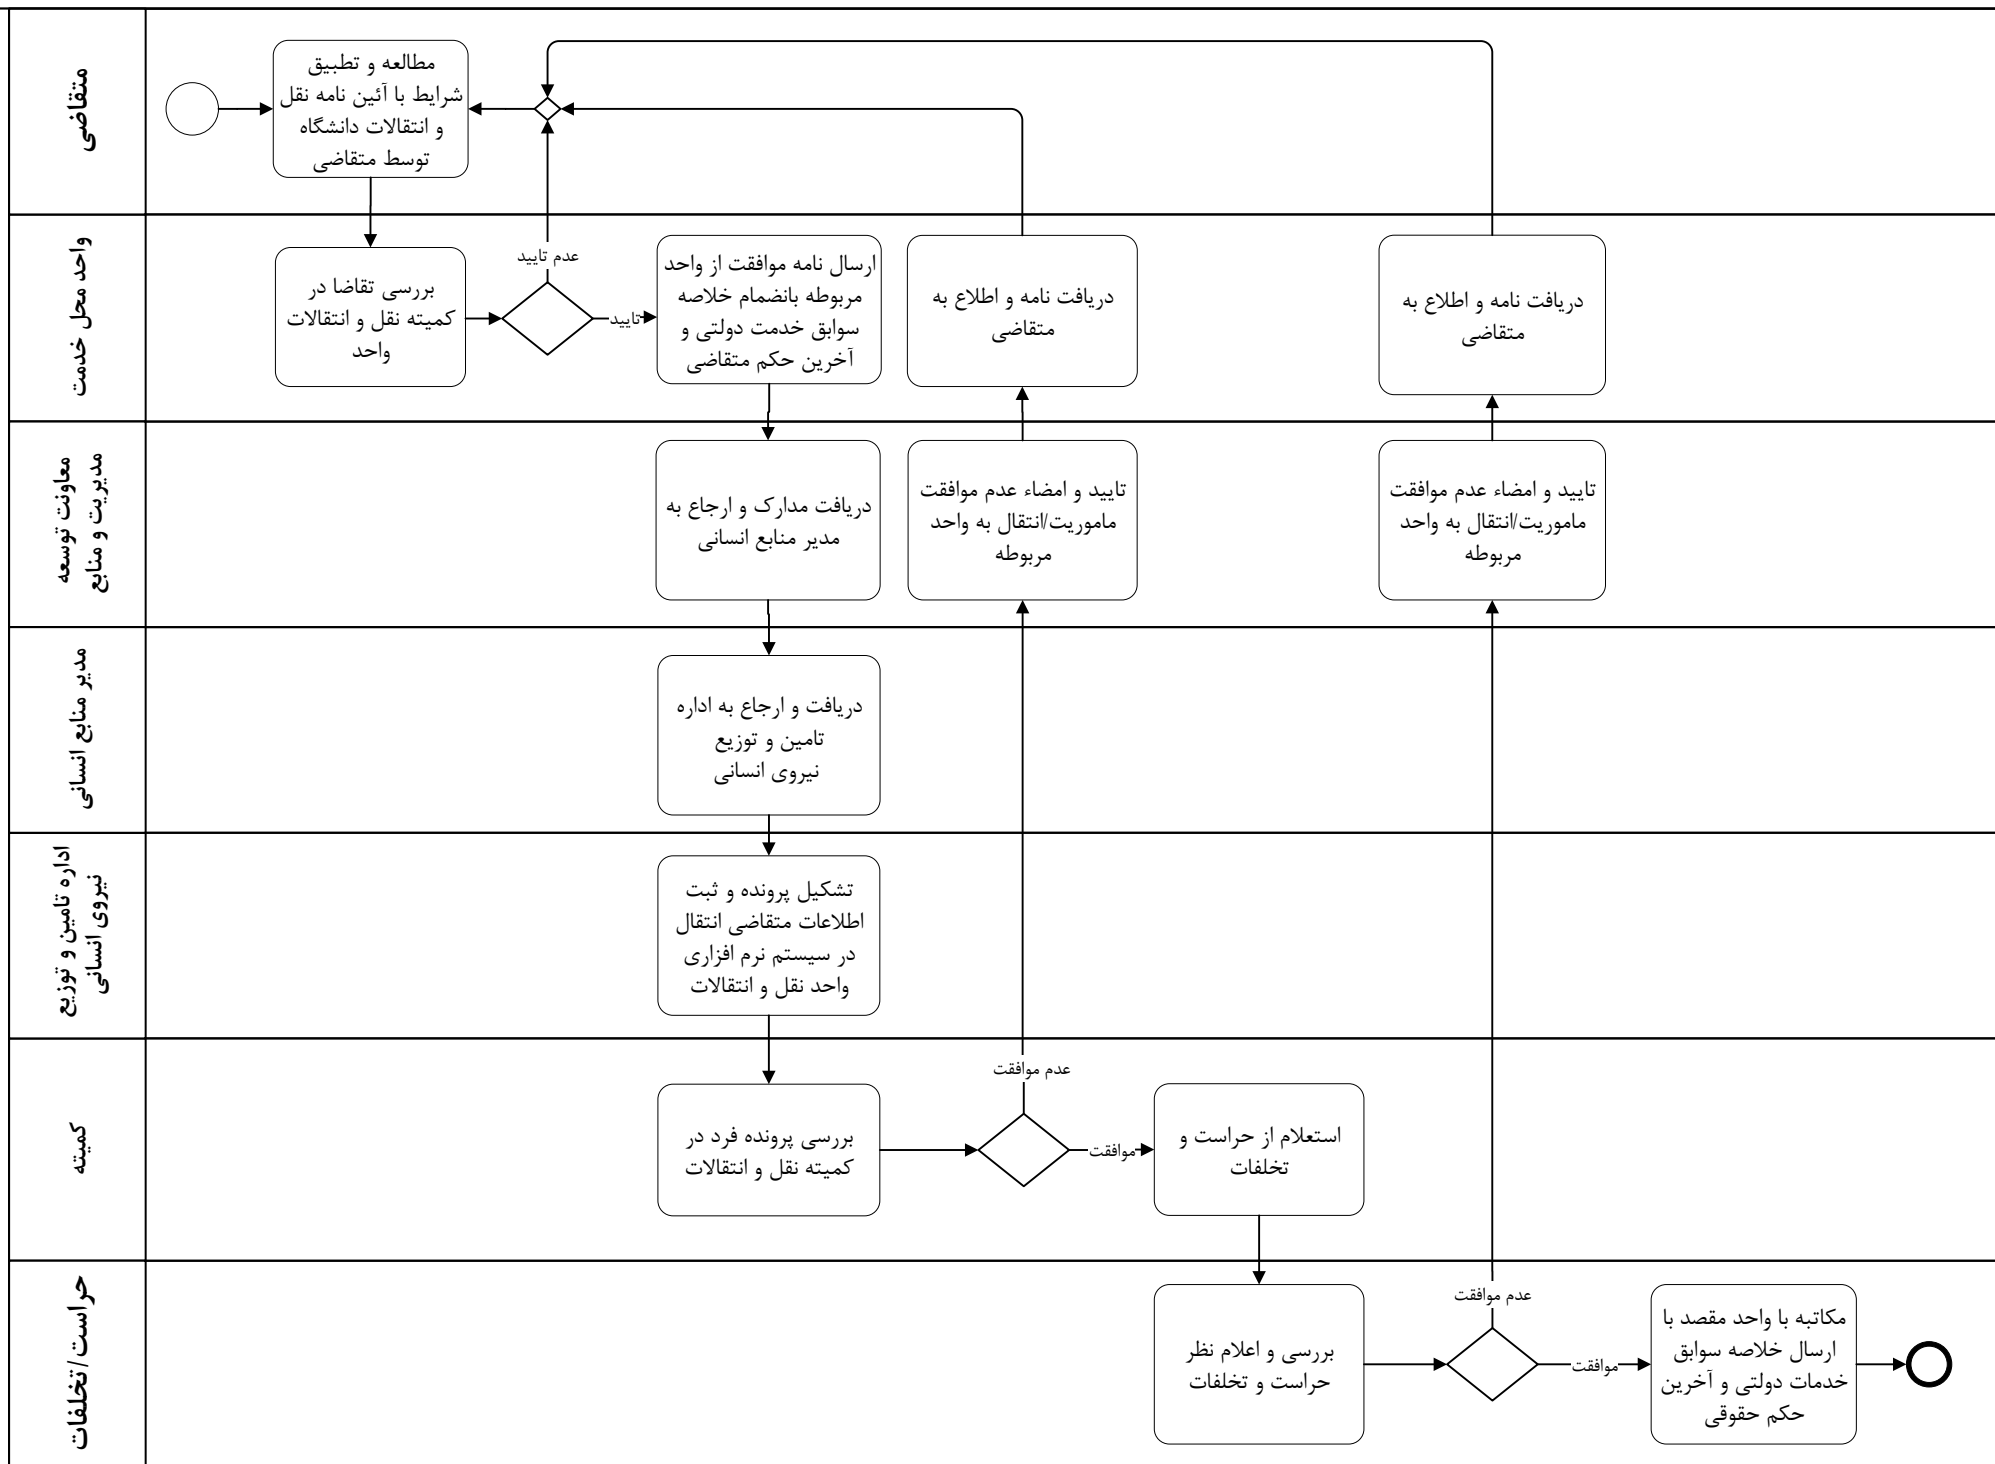 متقاضی
مطالعه و تطبیق
شرایط با آئین نامه نقل
و انتقالات دانشگاه
توسط متقاضی
واحد محل خدمت
بررسی تقاضا در
کمیته نقل و انتقالات
واحد
عدم تایید
تایید
ارسال نامه موافقت از واحد
مربوطه بانضمام خلاصه
سوابق خدمت دولتی و
آخرین حکم متقاضی
دریافت نامه و اطلاع به
متقاضی
دریافت نامه و اطلاع به
متقاضی
معاونت توسعه
مدیریت و منابع
دریافت مدارک و ارجاع به
مدیر منابع انسانی
تایید و امضاء عدم موافقت
ماموریت/انتقال به واحد
مربوطه
تایید و امضاء عدم موافقت
ماموریت/انتقال به واحد
مربوطه
مدیر منابع انسانی
دریافت و ارجاع به اداره
تامین و توزیع
نیروی انسانی
اداره تامین و توزیع
نیروی انسانی
تشکیل پرونده و ثبت
اطلاعات متقاضی انتقال
در سیستم نرم افزاری
واحد نقل و انتقالات
کمیته
بررسی پرونده فرد در
کمیته نقل و انتقالات
عدم موافقت
موافقت
استعلام از حراست و
تخلفات
حراست/تخلفات
بررسی و اعلام نظر
حراست و تخلفات
عدم موافقت
موافقت
مکاتبه با واحد مقصد با
ارسال خلاصه سوابق
خدمات دولتی و آخرین
حکم حقوقی